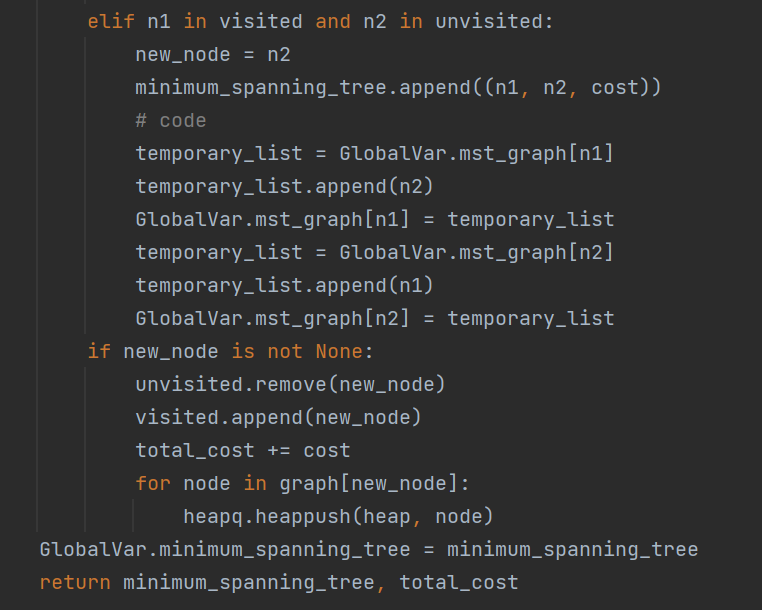 elif n1 in visited and n2 in unvisited:
new_node = n2
minimum_spanning_tree.append((n1, n2, cost))
# code
temporary_list = GlobalVar.mst_graph[n1]
temporary_list.append(n2)
GlobalVar.mst_graph[n1] = temporary_list
temporary_list = GlobalVar.mst_graph[n2]
temporary_list.append(n1)
GlobalVar.mst_graph[n2] = temporary_list
if new_node is not None:
unvisited.remove(new_node)
visited.append(new_node)
total_cost += cost
for node in graph[new_node]:
heapq.heappush(heap, node)
GlobalVar.minimum_spanning_tree = minimum_spanning_tree
return minimum_spanning_tree, total_cost